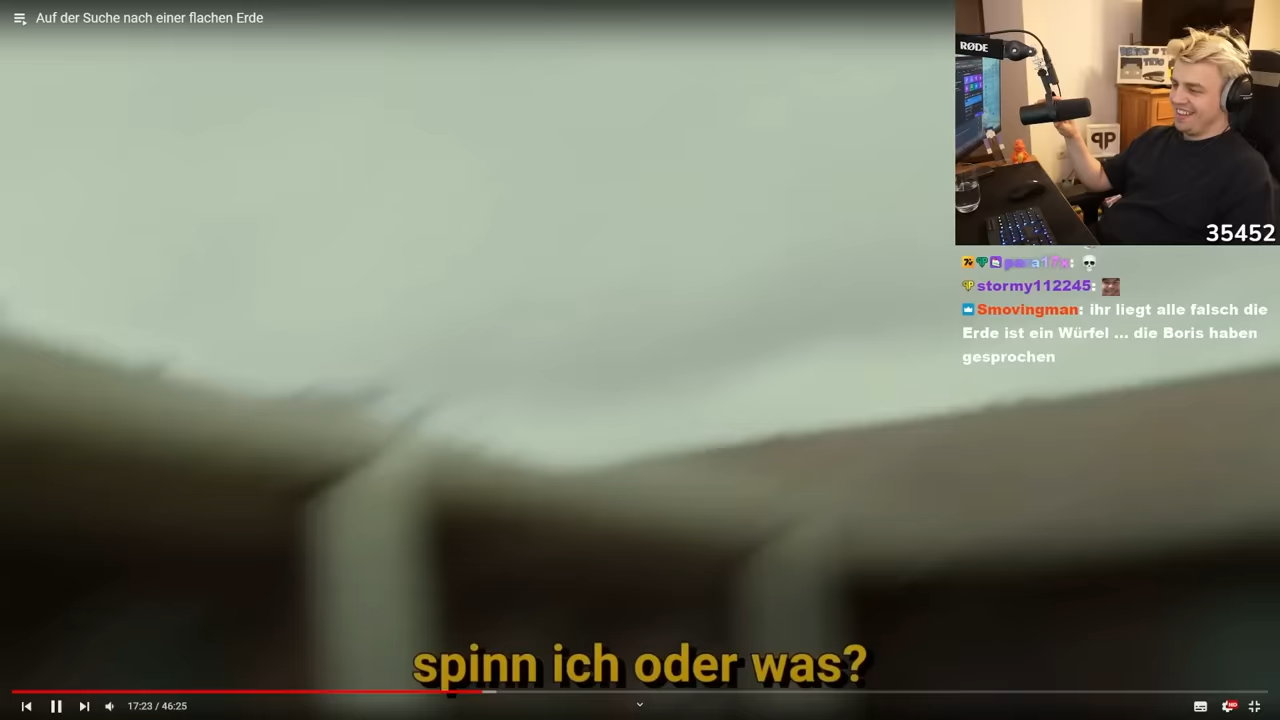 Auf der Suche nach einer flachen Erde
RØDE
35452
stormy112245:
Smovingman: ihr liegt alle falsch die
Erde ist ein Würfel ... die Boris haben
gesprochen
spinn ich oder was?
17:23 / 46:25
HD